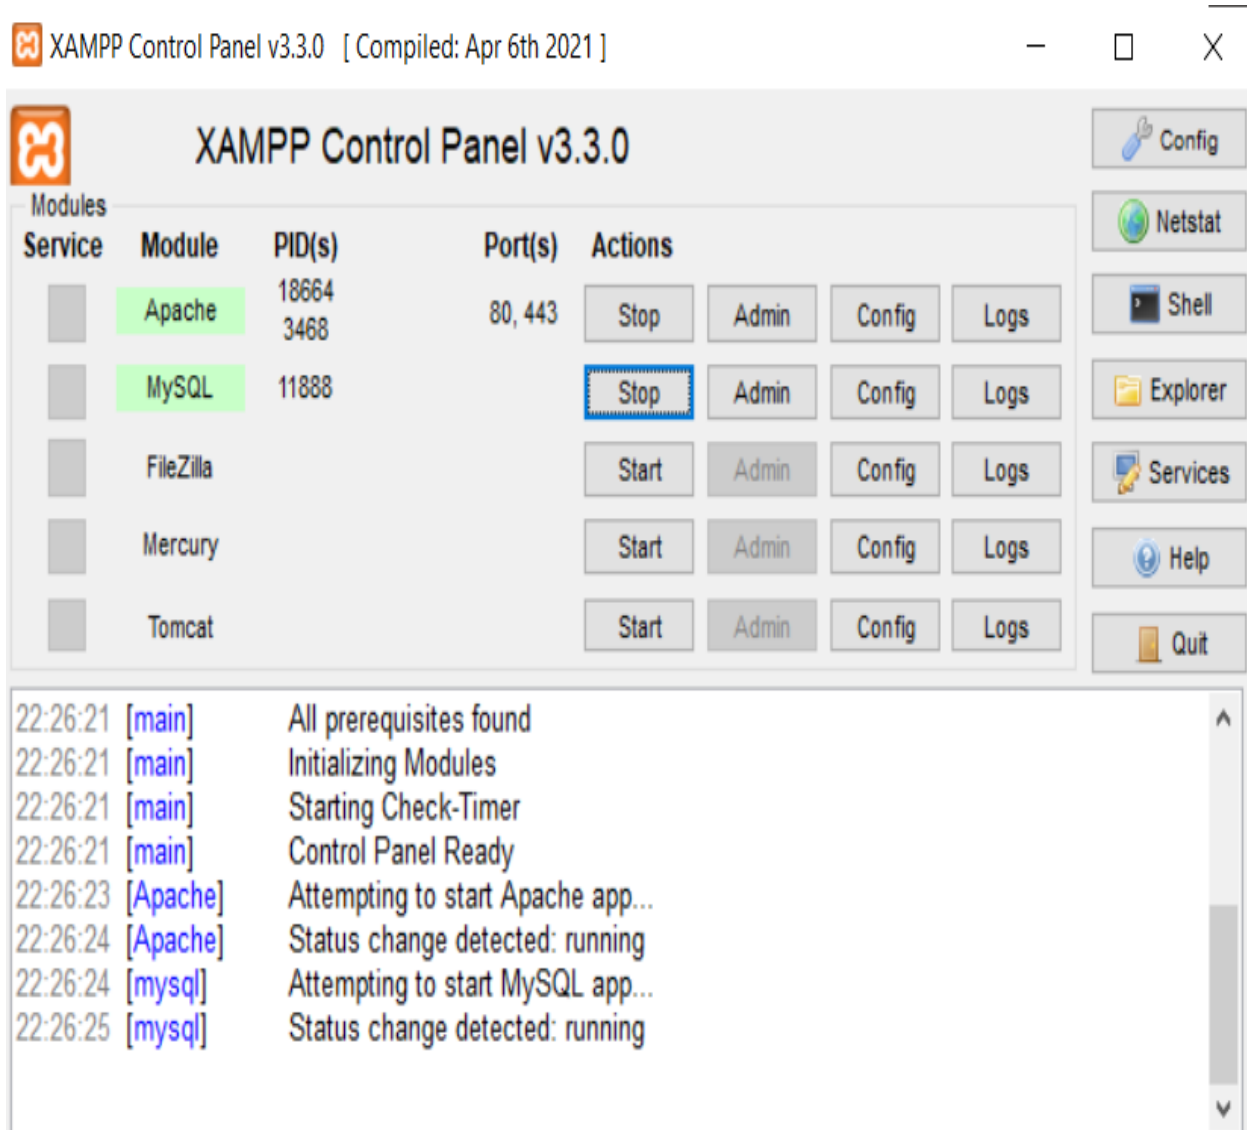 XAMPP Control Panel v3.3.0 [ Compiled: Apr 6th 2021 ]
XAMPP Control Panel v3.3.0
Config
Modules
Netstat
Service Module PID(s) Port(s) Actions
Shell
Apache 18664 3468 80, 443 Stop Admin Config Logs
MySQL 11888 Stop Admin Config Logs
Explorer
FileZilla Start Admin Config Logs
Services
Mercury Start Admin Config Logs
Help
Tomcat Start Admin Config Logs
Quit
22:26:21 [main] All prerequisites found
22:26:21 [main] Initializing Modules
22:26:21 [main] Starting Check-Timer
22:26:21 [main] Control Panel Ready
22:26:23 [Apache] Attempting to start Apache app...
22:26:24 [Apache] Status change detected: running
22:26:24 [mysql] Attempting to start MySQL app...
22:26:25 [mysql] Status change detected: running